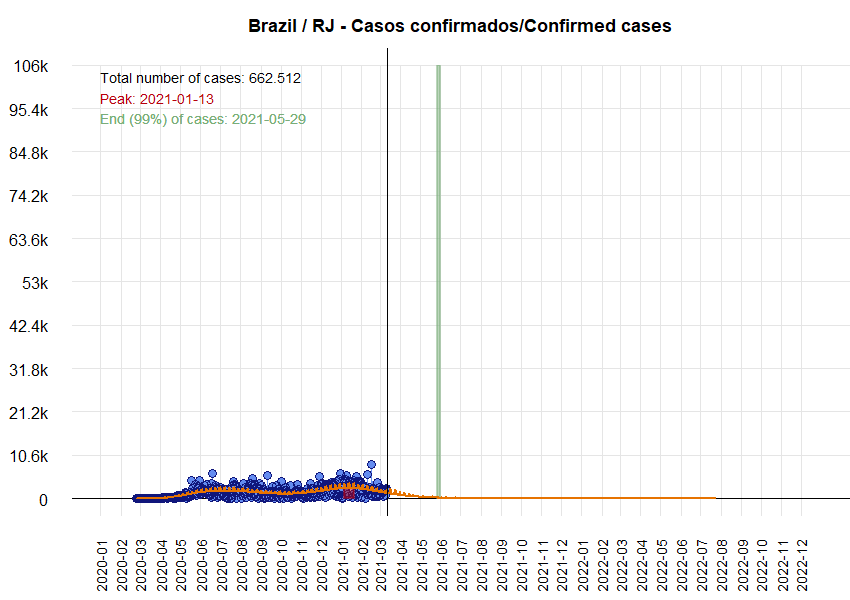 Brazil / RJ - Casos confirmados/Confirmed cases
106k
Total number of cases: 662.512
Peak: 2021-01-13
95.4k
End (99%) of cases: 2021-05-29
84.8k
74.2k
63.6k
53k
42.4k
31.8k
21.2k
10.6k
0
2020-01
2020-02
2020-03
2020-04
2020-05
2020-06
2020-07
2020-08
2020-09
2020-10
2020-11
2020-12
2021-01
2021-02
2021-03
2021-04
2021-05
2021-06
2021-07
2021-08
2021-09
2021-10
2021-11
2021-12
2022-01
2022-02
2022-03
2022-04
2022-05
2022-06
2022-07
2022-08
2022-09
2022-10
2022-11
2022-12